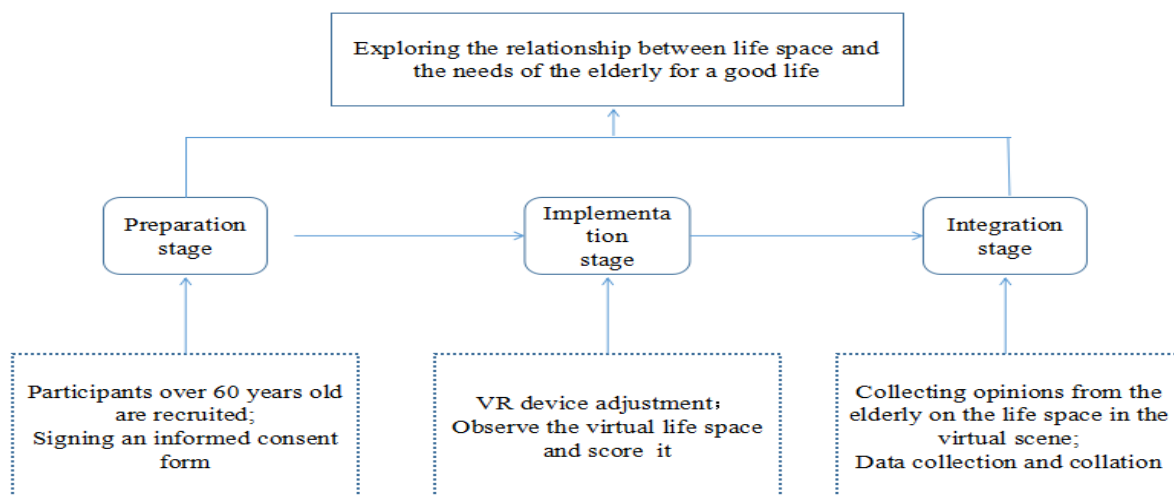 Exploring the relationship between life space and
the needs of the elderly for a good life
Preparation
stage
Implementa
tion
stage
Integration
stage
Participants over 60 years old
are recruited;
Signing an informed consent
form
VR device adjustment;
Observe the virtual life space
and score it
Collecting opinions from the
elderly on the life space in the
virtual scene;
Data collection and collation